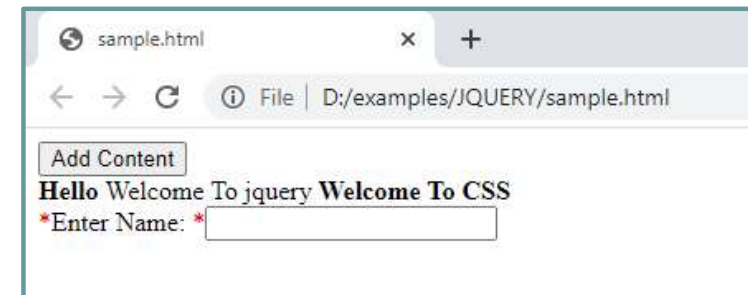 sample.html
File | D:/examples/JQUERY/sample.html
Add Content
Hello Welcome To jquery Welcome To CSS
*Enter Name: *